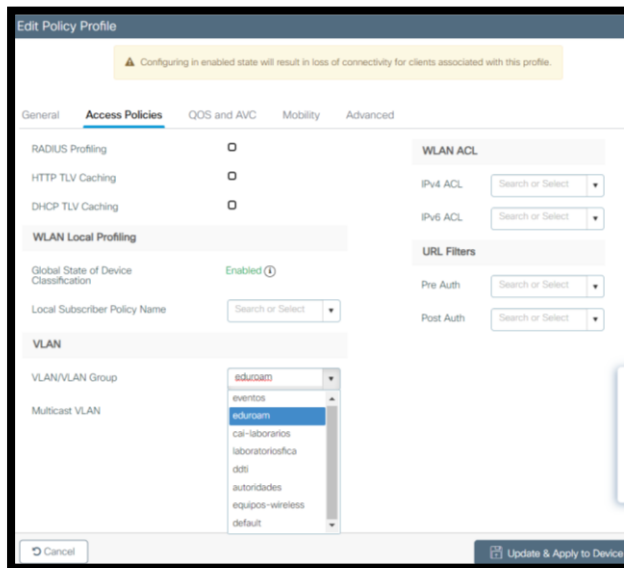 Edit Policy Profile
Configuring in enabled state will result in loss of connectivity for clients associated with this profile.
General Access Policies QOS and AVC Mobility Advanced
RADIUS Profiling
HTTP TLV Caching
DHCP TLV Caching
WLAN Local Profiling
Global State of Device
Classification
Enabled
Local Subscriber Policy Name
Search or Select
VLAN
VLAN/VLAN Group
eduroam
eventos
eduroam
cai-laborarios
laboratoriosfica
ddti
autoridades
equipos-wireless
default
Multicast VLAN
WLAN ACL
IPv4 ACL
Search or Select
IPv6 ACL
Search or Select
URL Filters
Pre Auth
Search or Select
Post Auth
Search or Select
Cancel
Update & Apply to Device